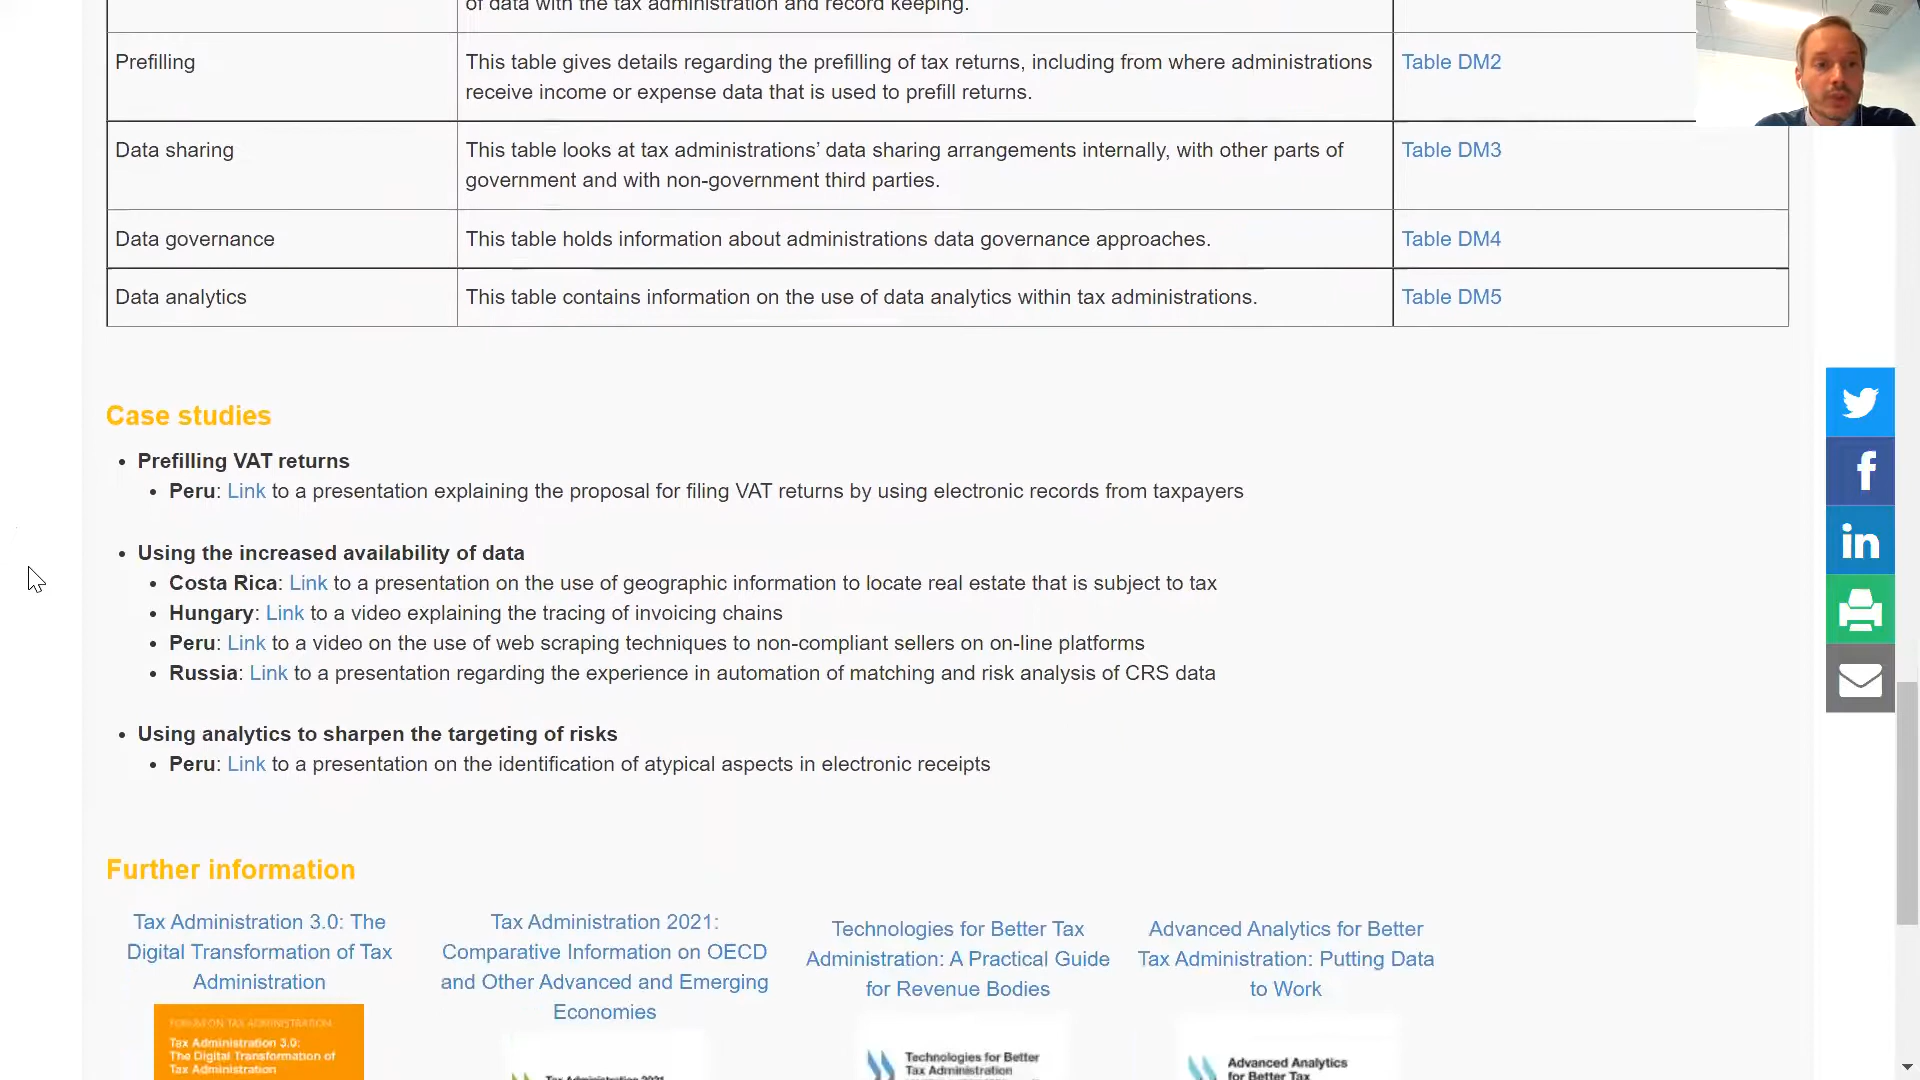 of data with the tax administration and record keeping.
Prefilling
This table gives details regarding the prefilling of tax returns, including from where administrations
receive income or expense data that is used to prefill returns.
Table DM2
Data sharing
This table looks at tax administrations’ data sharing arrangements internally, with other parts of
government and with non-government third parties.
Table DM3
Data governance
This table holds information about administrations data governance approaches.
Table DM4
Data analytics
This table contains information on the use of data analytics within tax administrations.
Table DM5
Case studies
• Prefilling VAT returns
• Peru: Link to a presentation explaining the proposal for filing VAT returns by using electronic records from taxpayers
• Using the increased availability of data
• Costa Rica: Link to a presentation on the use of geographic information to locate real estate that is subject to tax
• Hungary: Link to a video explaining the tracing of invoicing chains
• Peru: Link to a video on the use of web scraping techniques to non-compliant sellers on on-line platforms
• Russia: Link to a presentation regarding the experience in automation of matching and risk analysis of CRS data
• Using analytics to sharpen the targeting of risks
• Peru: Link to a presentation on the identification of atypical aspects in electronic receipts
Further information
Tax Administration 3.0: The
Digital Transformation of Tax
Administration
FORUM ON TAX ADMINISTRATION
Tax Administration 3.0:
The Digital Transformation of
Tax Administration
Tax Administration 2021:
Comparative Information on OECD
and Other Advanced and Emerging
Economies
Tax Administration 2021
Technologies for Better Tax
Administration: A Practical Guide
for Revenue Bodies
Technologies for Better
Tax Administration
Advanced Analytics for Better
Tax Administration: Putting Data
to Work
Advanced Analytics
for Better Tax